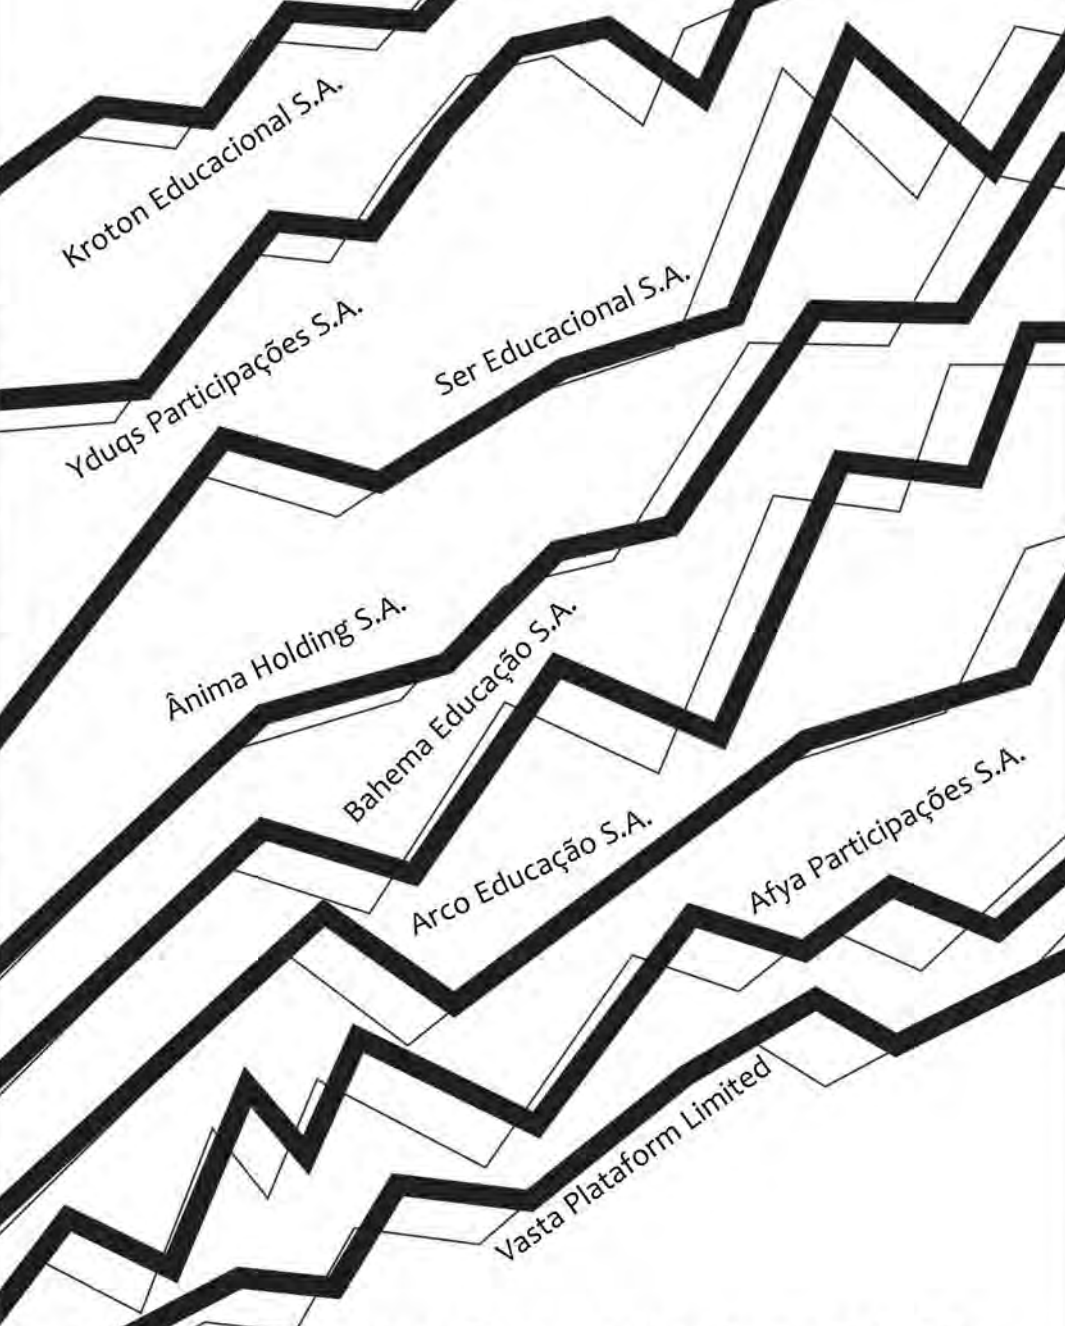 Kroton Educacional S.A.
Yduqs Participações S.A.
Ser Educacional S.A.
Ânima Holding S.A.
Bahema Educação S.A.
Arco Educação S.A.
Afya Participações S.A.
Vasta Plataform Limited